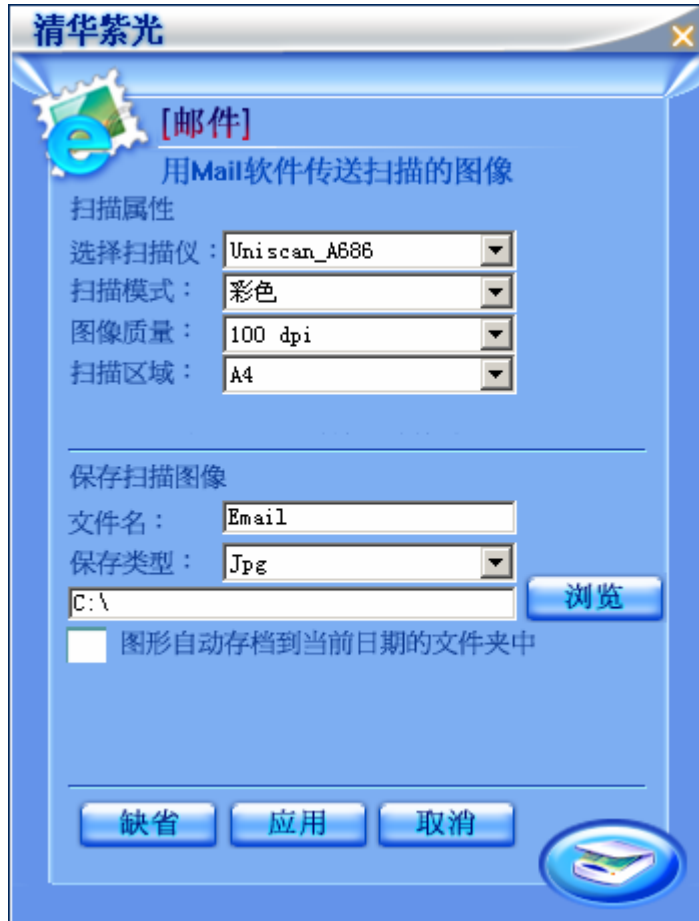 清华紫光
[邮件]
用Mail软件传送扫描的图像
扫描属性
选择扫描仪：Uniscan_A686
扫描模式：彩色
图像质量：100 dpi
扫描区域：A4
保存扫描图像
文件名：Email
保存类型：Jpg
C:\ 浏览
图形自动存档到当前日期的文件夹中
缺省 应用 取消